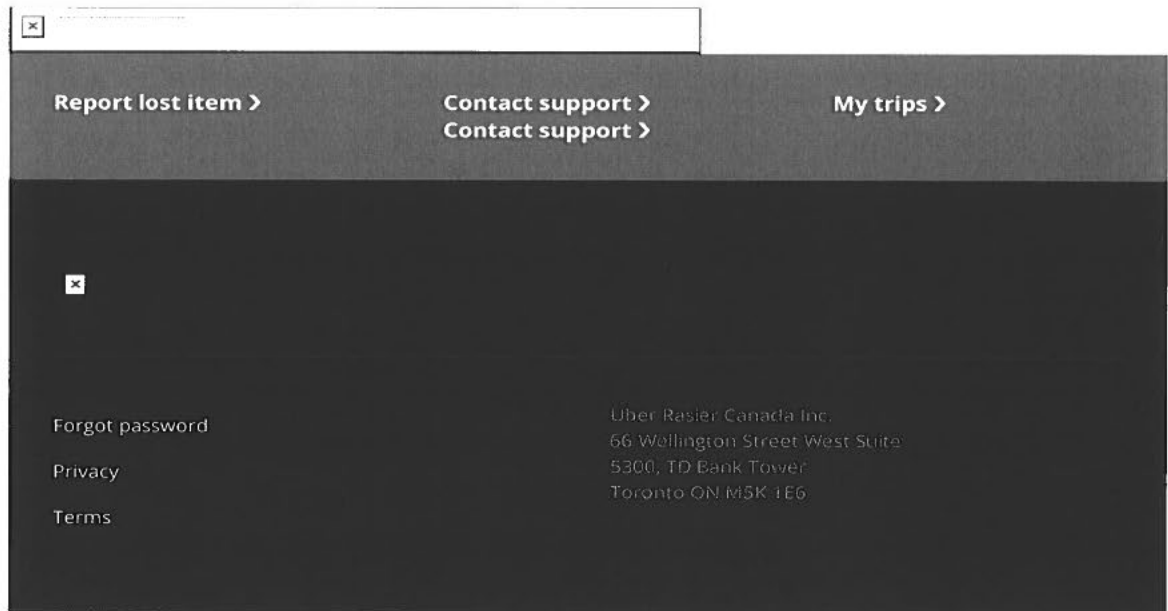 Report lost item ❯
Contact support ❯
Contact support ❯
My trips ❯
Forgot password
Privacy
Terms
Uber Rasier Canada Inc.
66 Wellington Street West Suite
5300, TD Bank Tower
Toronto ON M5K 1E6